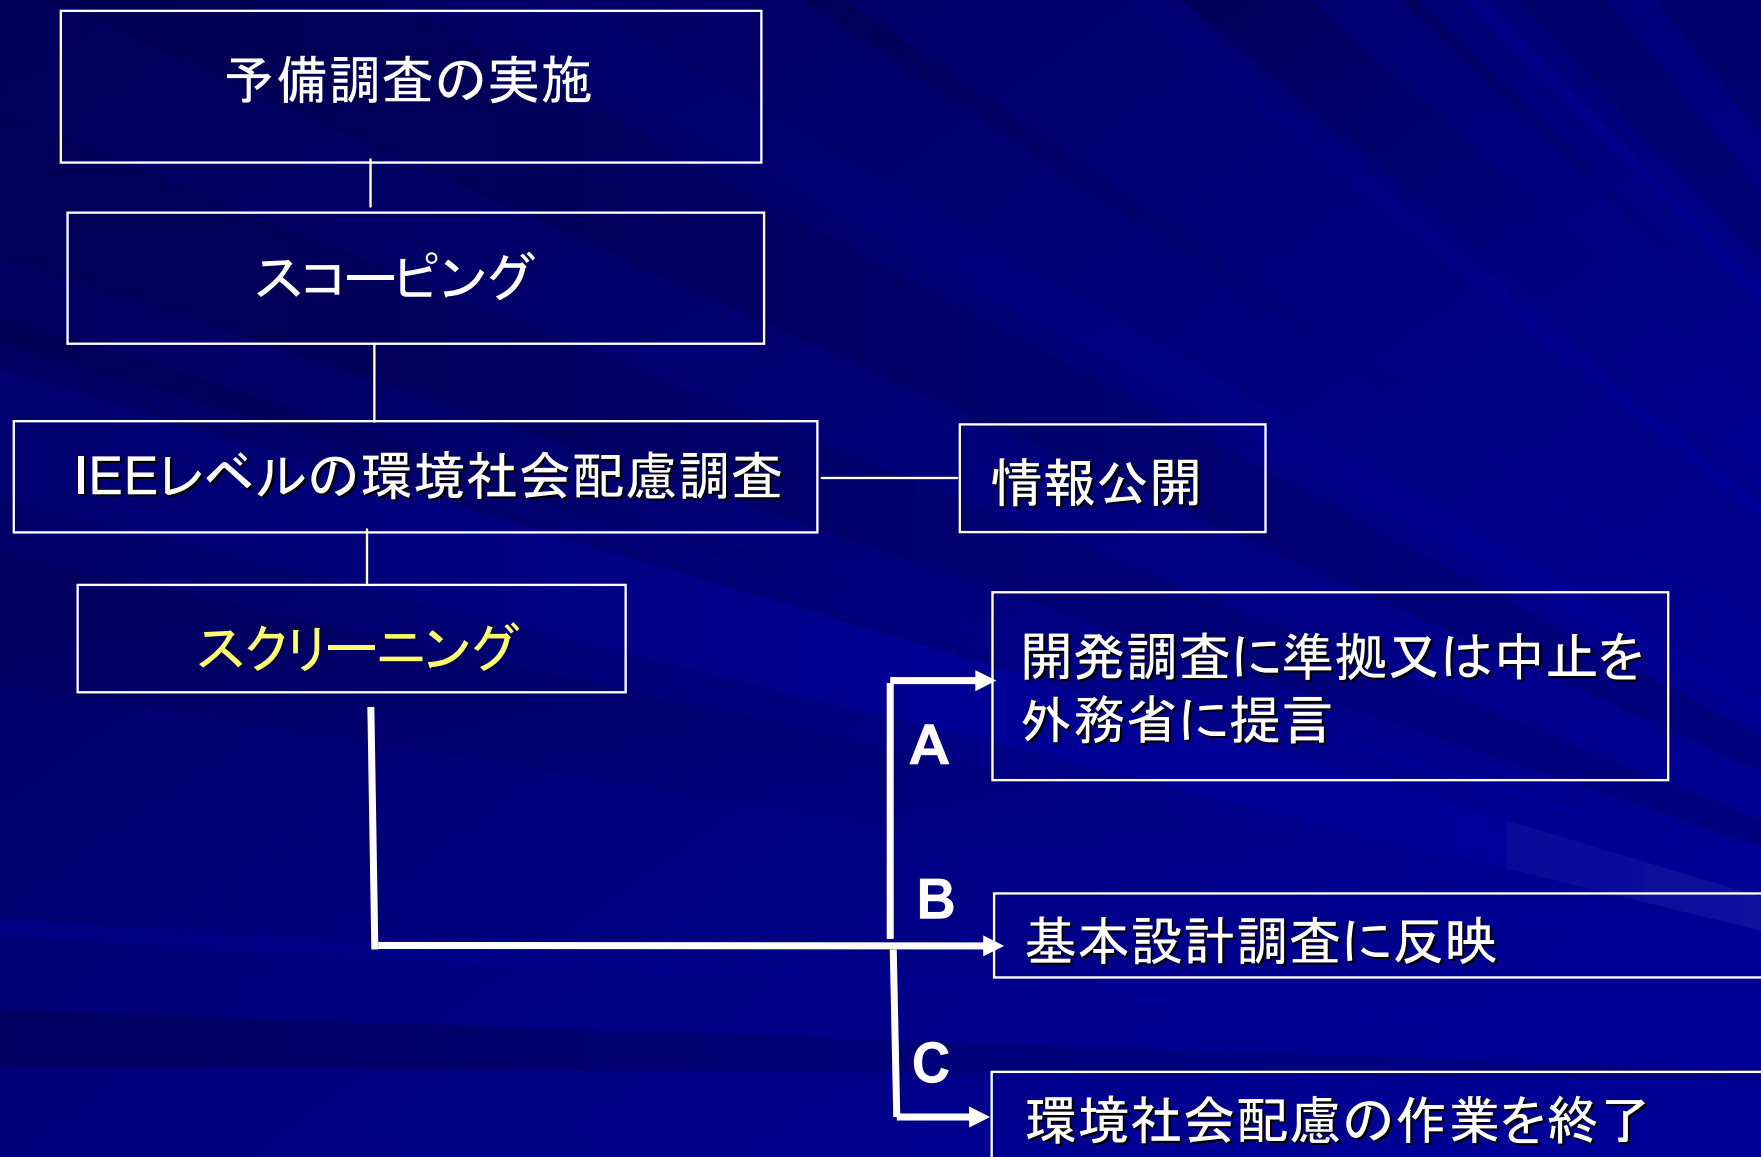 予備調査の実施
スコーピング
IEEレベルの環境社会配慮調査
情報公開
スクリーニング
A
開発調査に準拠又は中止を
外務省に提言
B
基本設計調査に反映
C
環境社会配慮の作業を終了